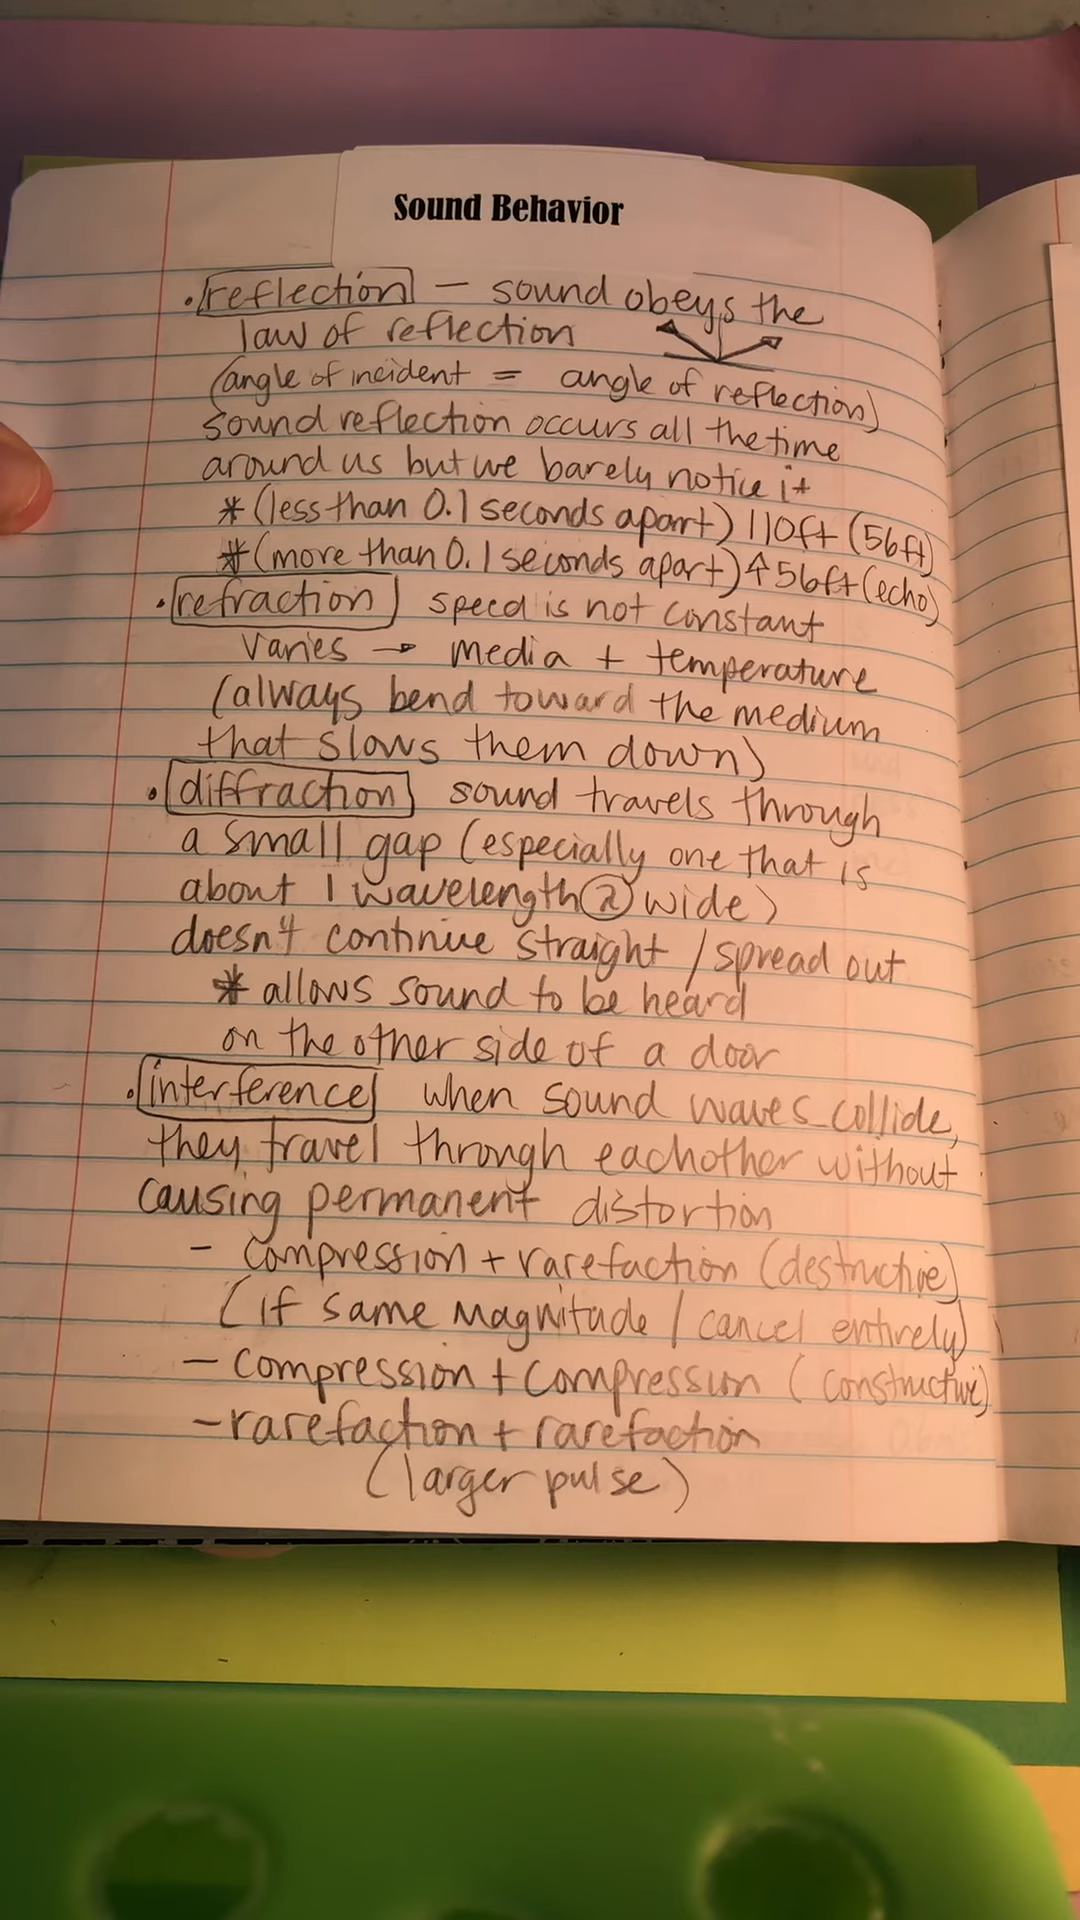 Sound Behavior
• reflection – sound obeys the
law of reflection
(angle of incident = angle of reflection)
sound reflection occurs all the time
around us but we barely notice it
* (less than 0.1 seconds apart) 110ft (56ft)
* (more than 0.1 seconds apart) ↑56ft (echo)
• refraction speed is not constant
varies → media + temperature
(always bend toward the medium
that slows them down)
• diffraction sound travels through
a small gap (especially one that is
about 1 wavelength λ wide)
doesn't continue straight / spread out
* allows sound to be heard
on the other side of a door
• interference when sound waves collide,
they travel through eachother without
causing permanent distortion
- compression + rarefaction (destructive)
(if same magnitude / cancel entirely)
- compression + compression (constructive)
- rarefaction + rarefaction
(larger pulse)